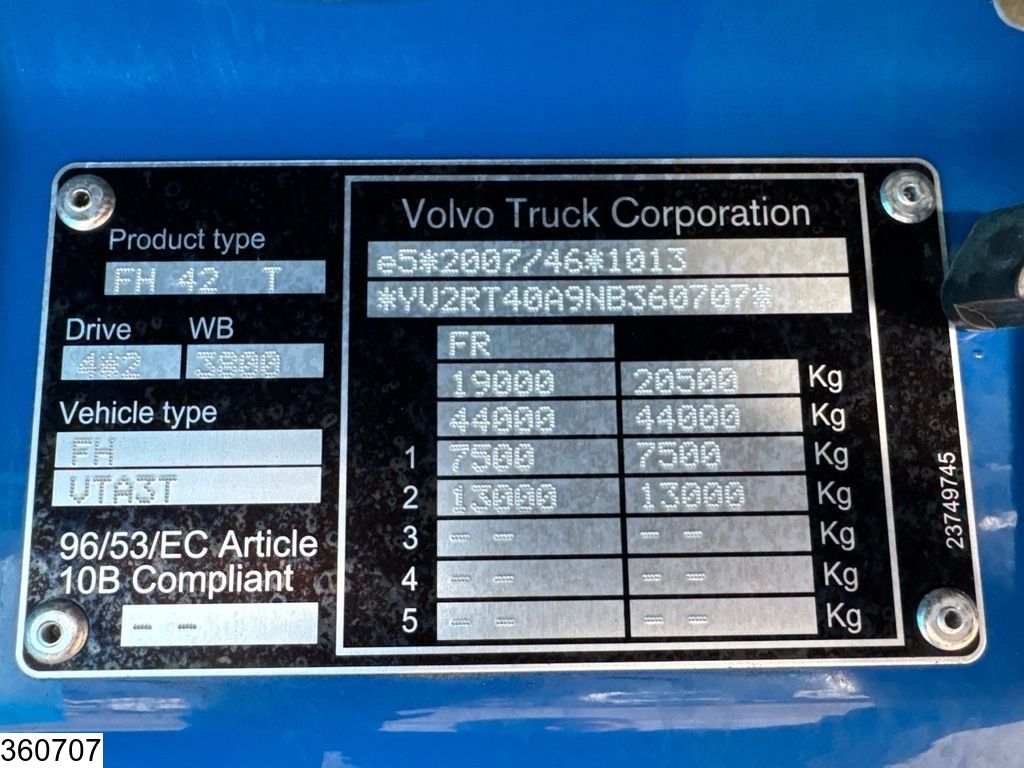 Product type
FH 42 T
Drive WB
4*2 3800
Vehicle type
FH
VTA3T
96/53/EC Article
10B Compliant
-- --
Volvo Truck Corporation
e5*2007/46*1013
*YV2RT40A9NB360707*
FR
19000 20500 Kg
44000 44000 Kg
1 7500 7500 Kg
2 13000 13000 Kg
3 -- -- -- -- Kg
4 -- -- -- -- Kg
5 -- -- -- -- Kg
23749745
360707